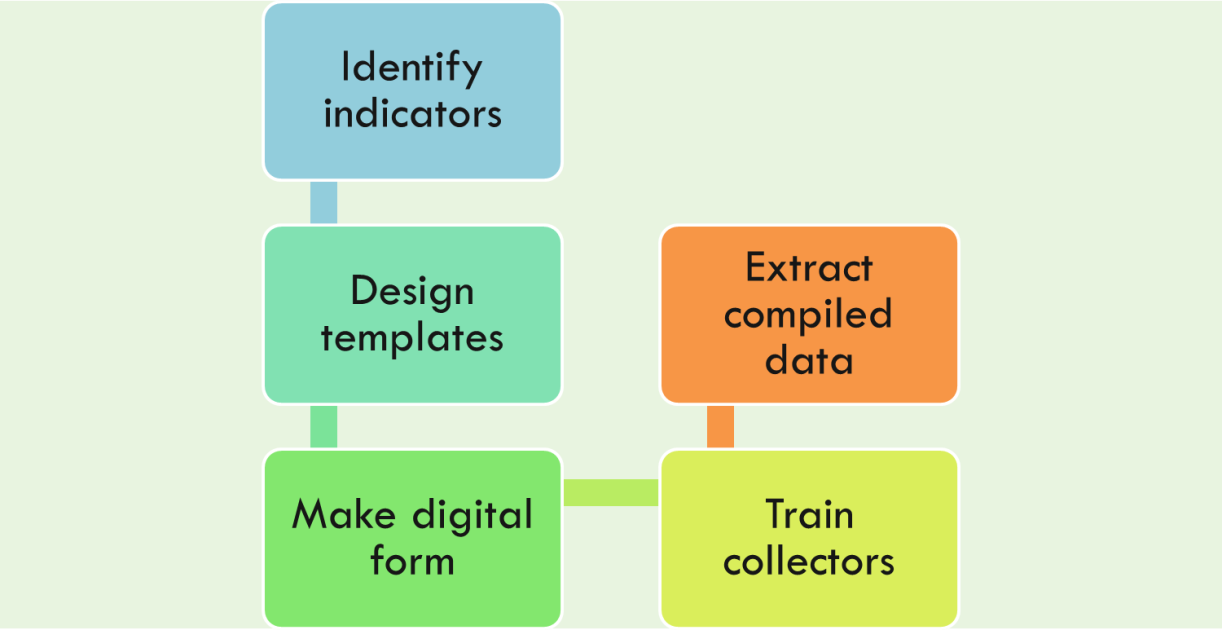 Identify
indicators
Design
templates
Make digital
form
Train
collectors
Extract
compiled
data